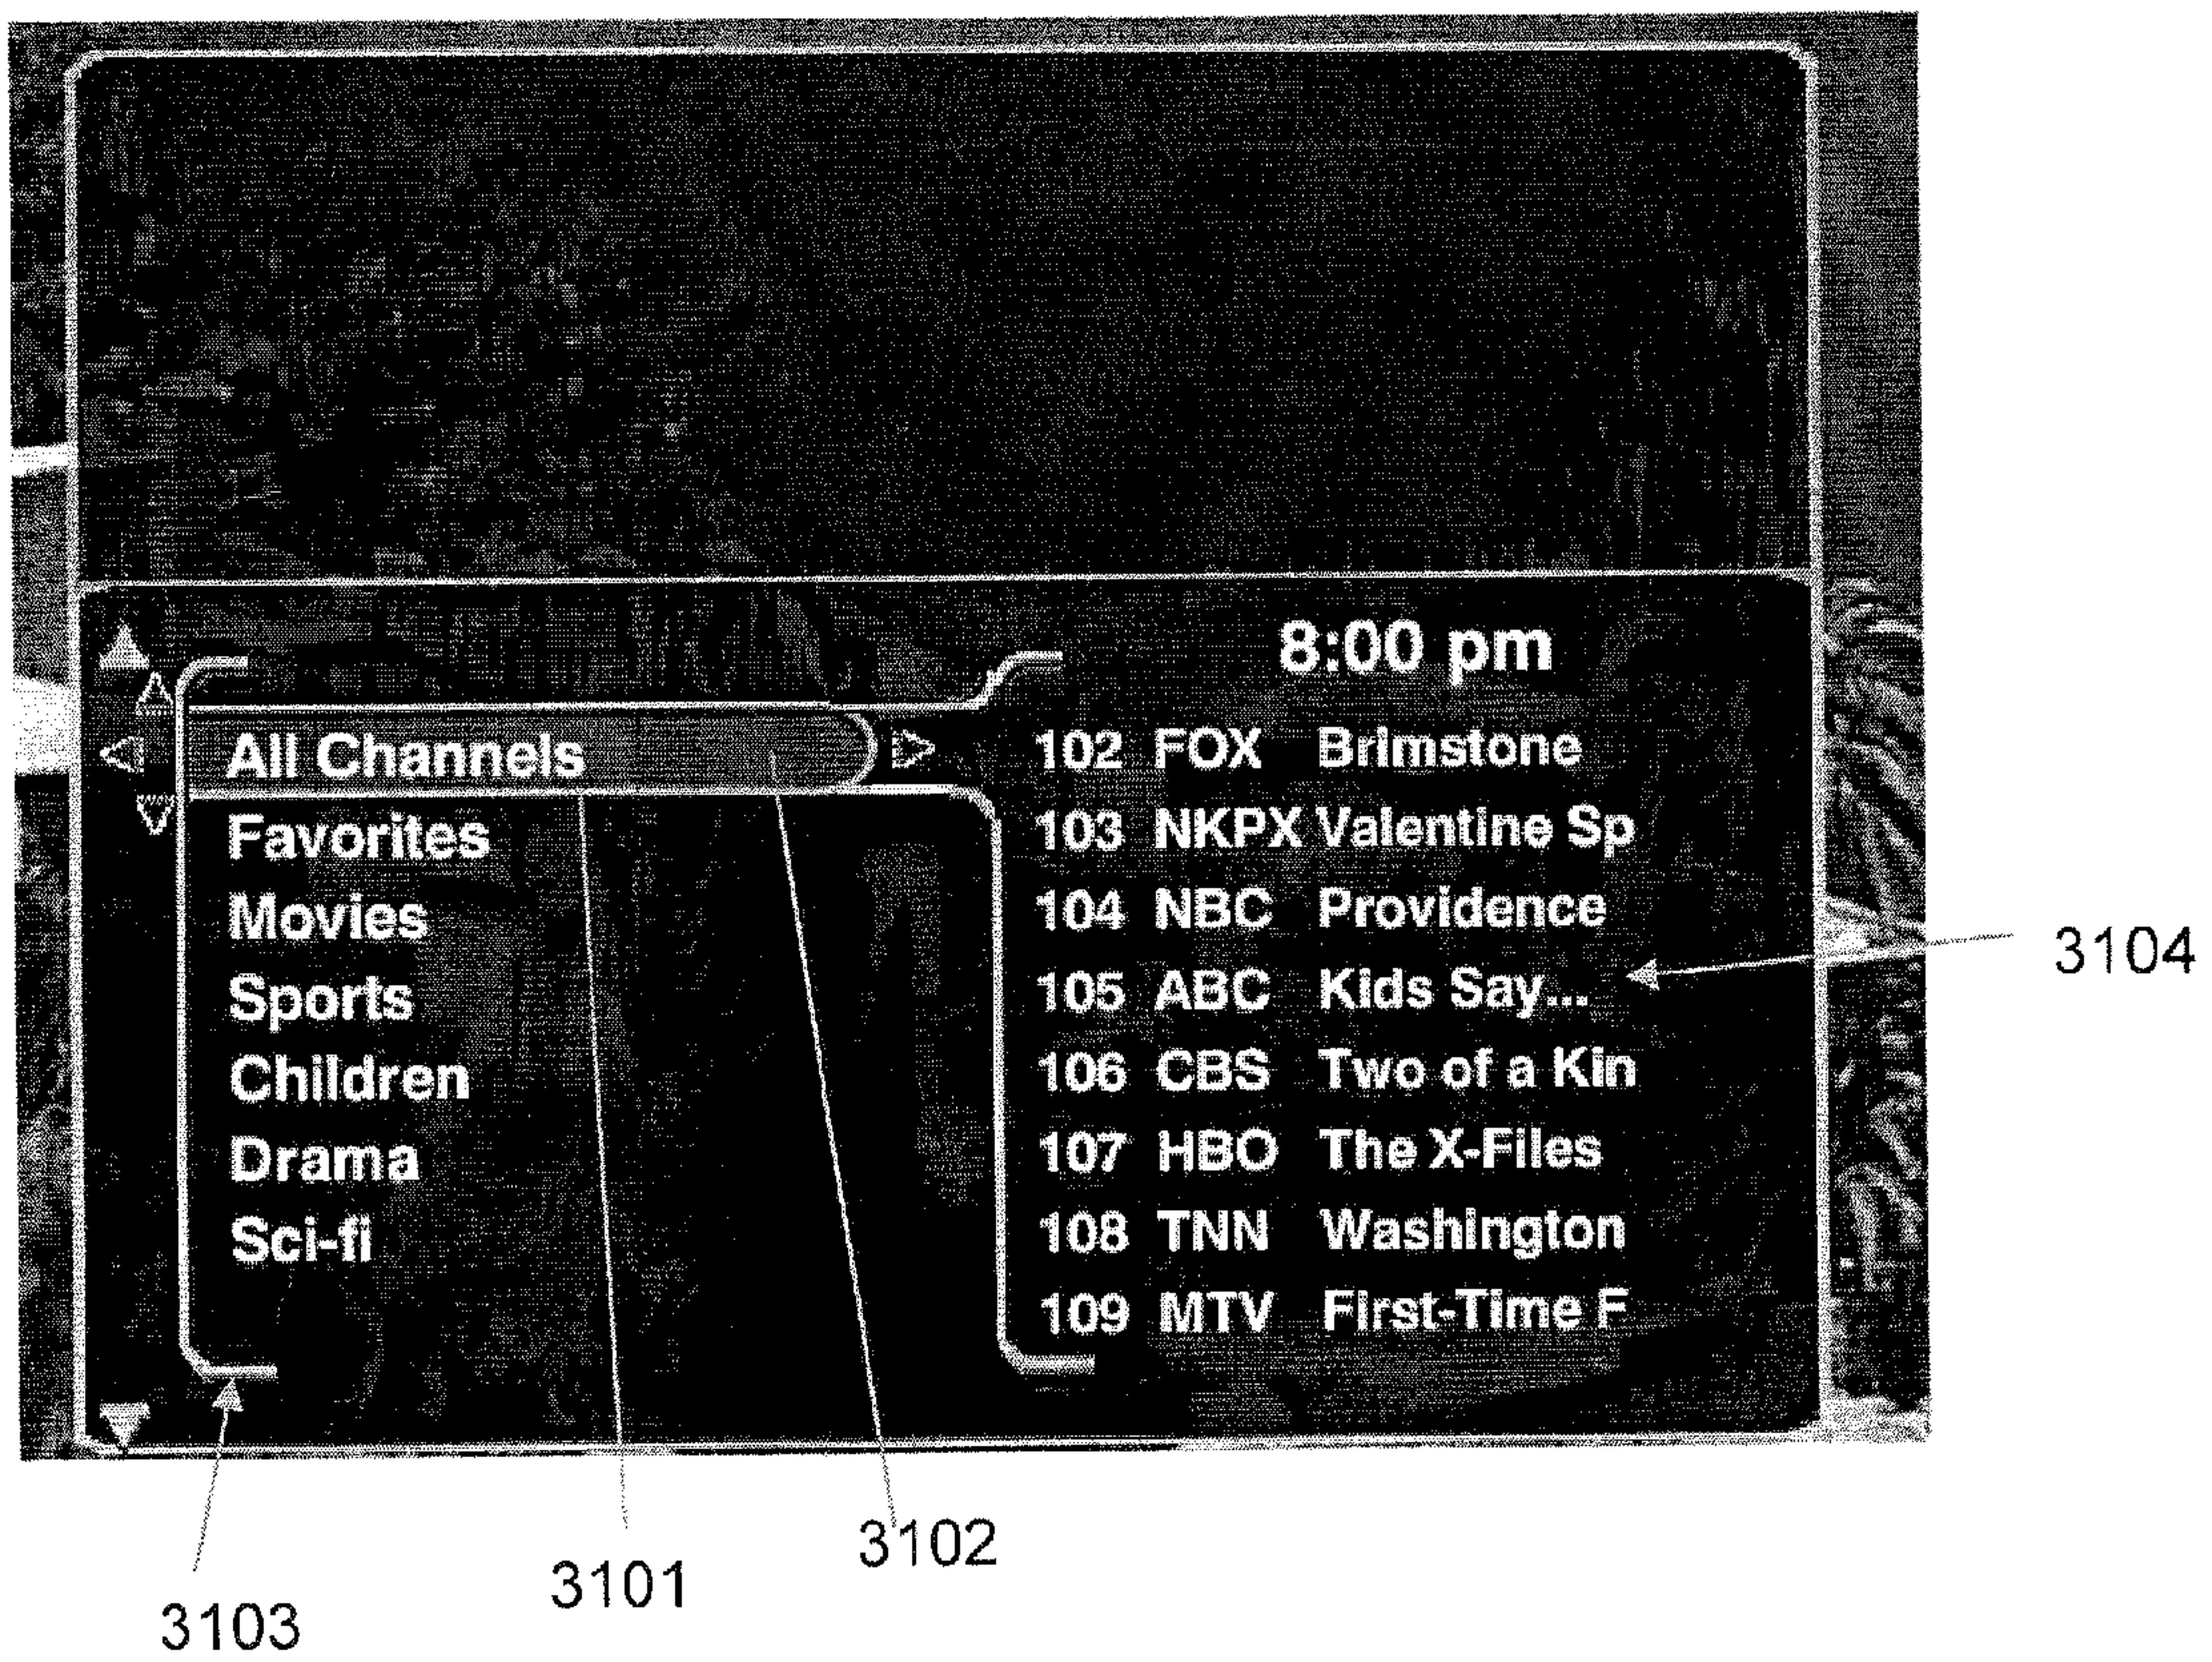 8:00 pm
All Channels
Favorites
Movies
Sports
Children
Drama
Sci-fi
102 FOX Brimstone
103 NKPX Valentine Sp
104 NBC Providence
105 ABC Kids Say...
106 CBS Two of a Kin
107 HBO The X-Files
108 TNN Washington
109 MTV First-Time F
3104
3102
3101
3103